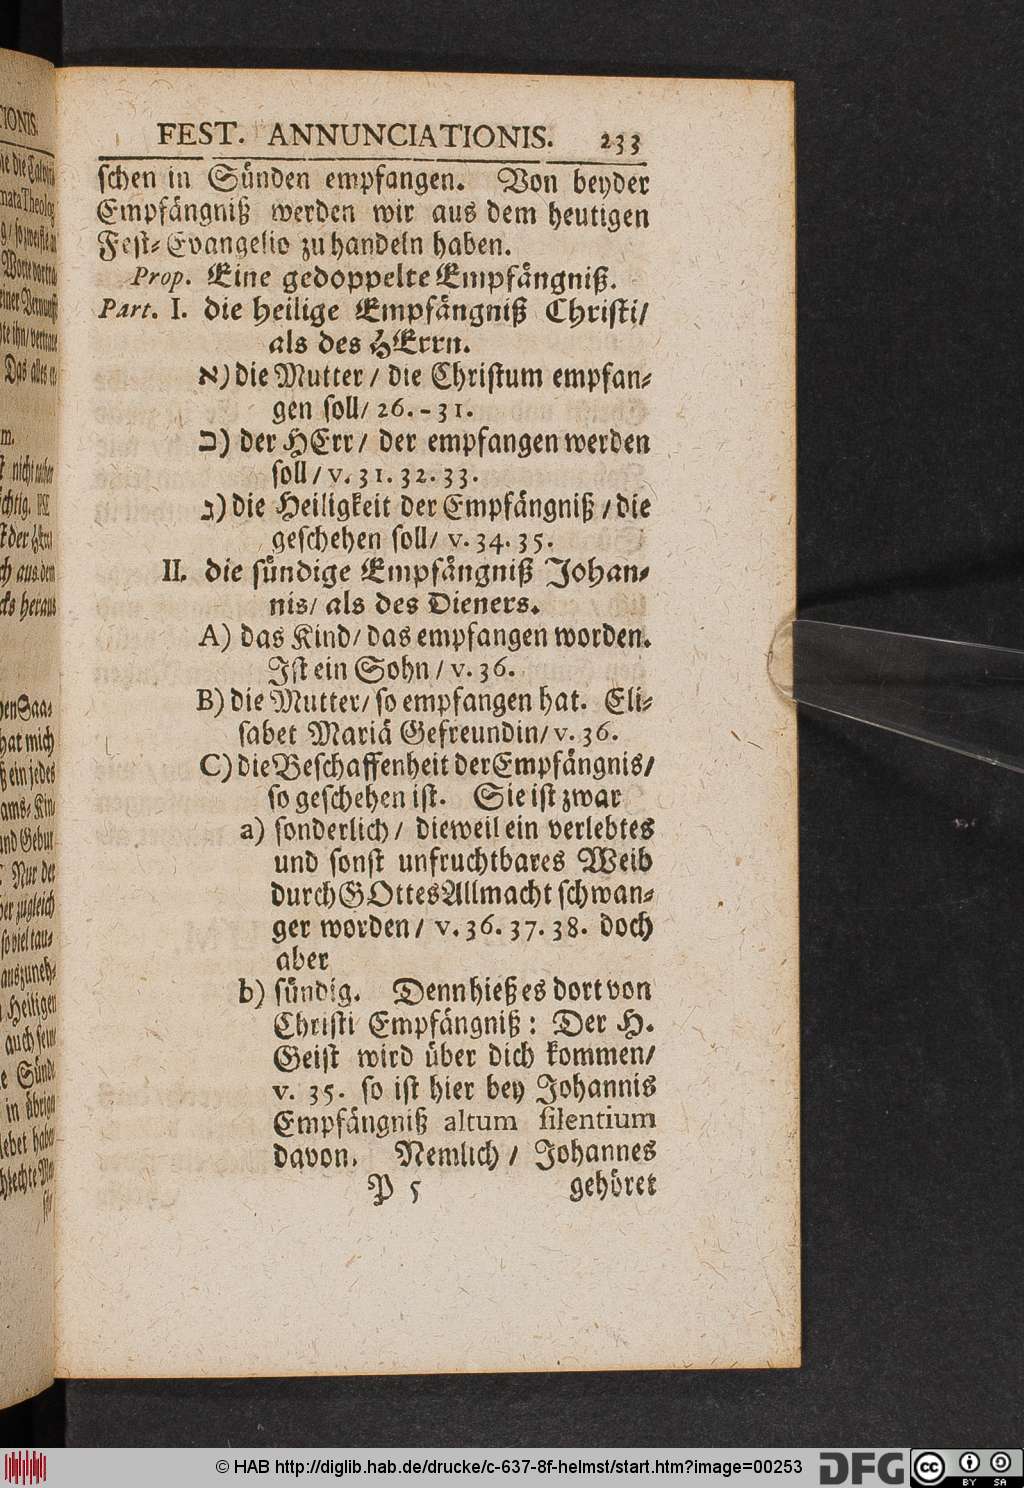 FEST. ANNUNCIATIONIS. 233
schen in Sünden empfangen. Von beyder
Empfängniß werden wir aus dem heutigen
Fest-Evangelio zu handeln haben.
Prop. Eine gedoppelte Empfängniß.
Part. I. die heilige Empfängniß Christi/
als des HErrn.
א) die Mutter / die Christum empfan-
gen soll/ 26. - 31.
ב) der HErr / der empfangen werden
soll / v. 31. 32. 33.
ג) die Heiligkeit der Empfängniß / die
geschehen soll/ v. 34. 35.
II. die sündige Empfängniß Johan-
nis/ als des Dieners.
A) das Kind/ das empfangen worden.
Ist ein Sohn / v. 36.
B) die Mutter/ so empfangen hat. Eli-
sabet Mariä Gefreundin/ v. 36.
C) die Beschaffenheit der Empfängnis/
so geschehen ist. Sie ist zwar
a) sonderlich / dieweil ein verlebtes
und sonst unfruchtbares Weib
durch GOttes Allmacht schwan-
ger worden / v. 36. 37. 38. doch
aber
b) sündig. Denn hieß es dort von
Christi Empfängniß : Der H.
Geist wird über dich kommen/
v. 35. so ist hier bey Johannis
Empfängniß altum silentium
davon. Nemlich / Johannes
P 5 gehöret
© HAB http://diglib.hab.de/drucke/c-637-8f-helmst/start.htm?image=00253
DFG
cc BY SA